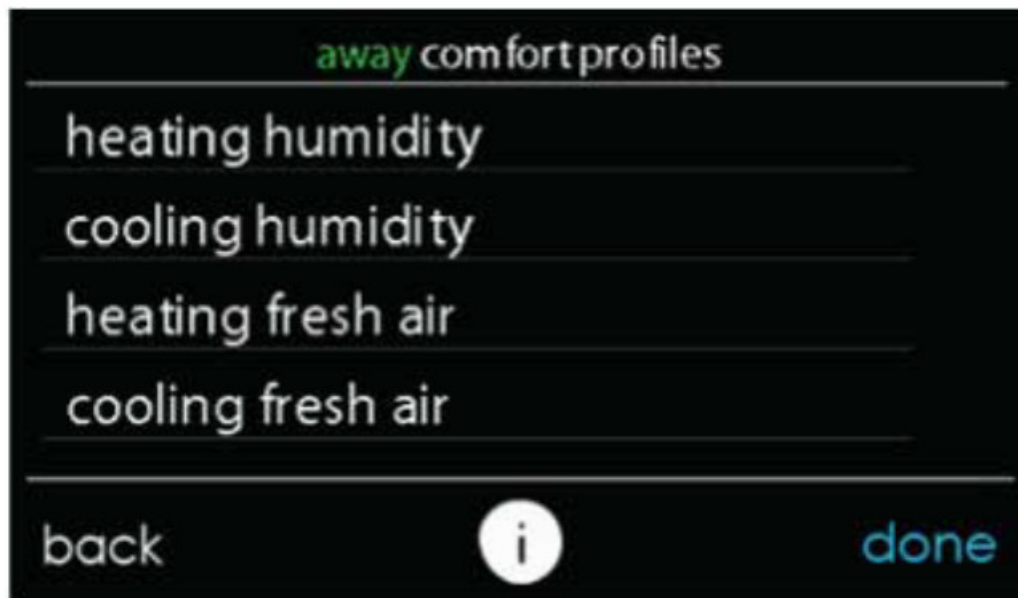 away comfort profiles
heating humidity
cooling humidity
heating fresh air
cooling fresh air
back
i
done